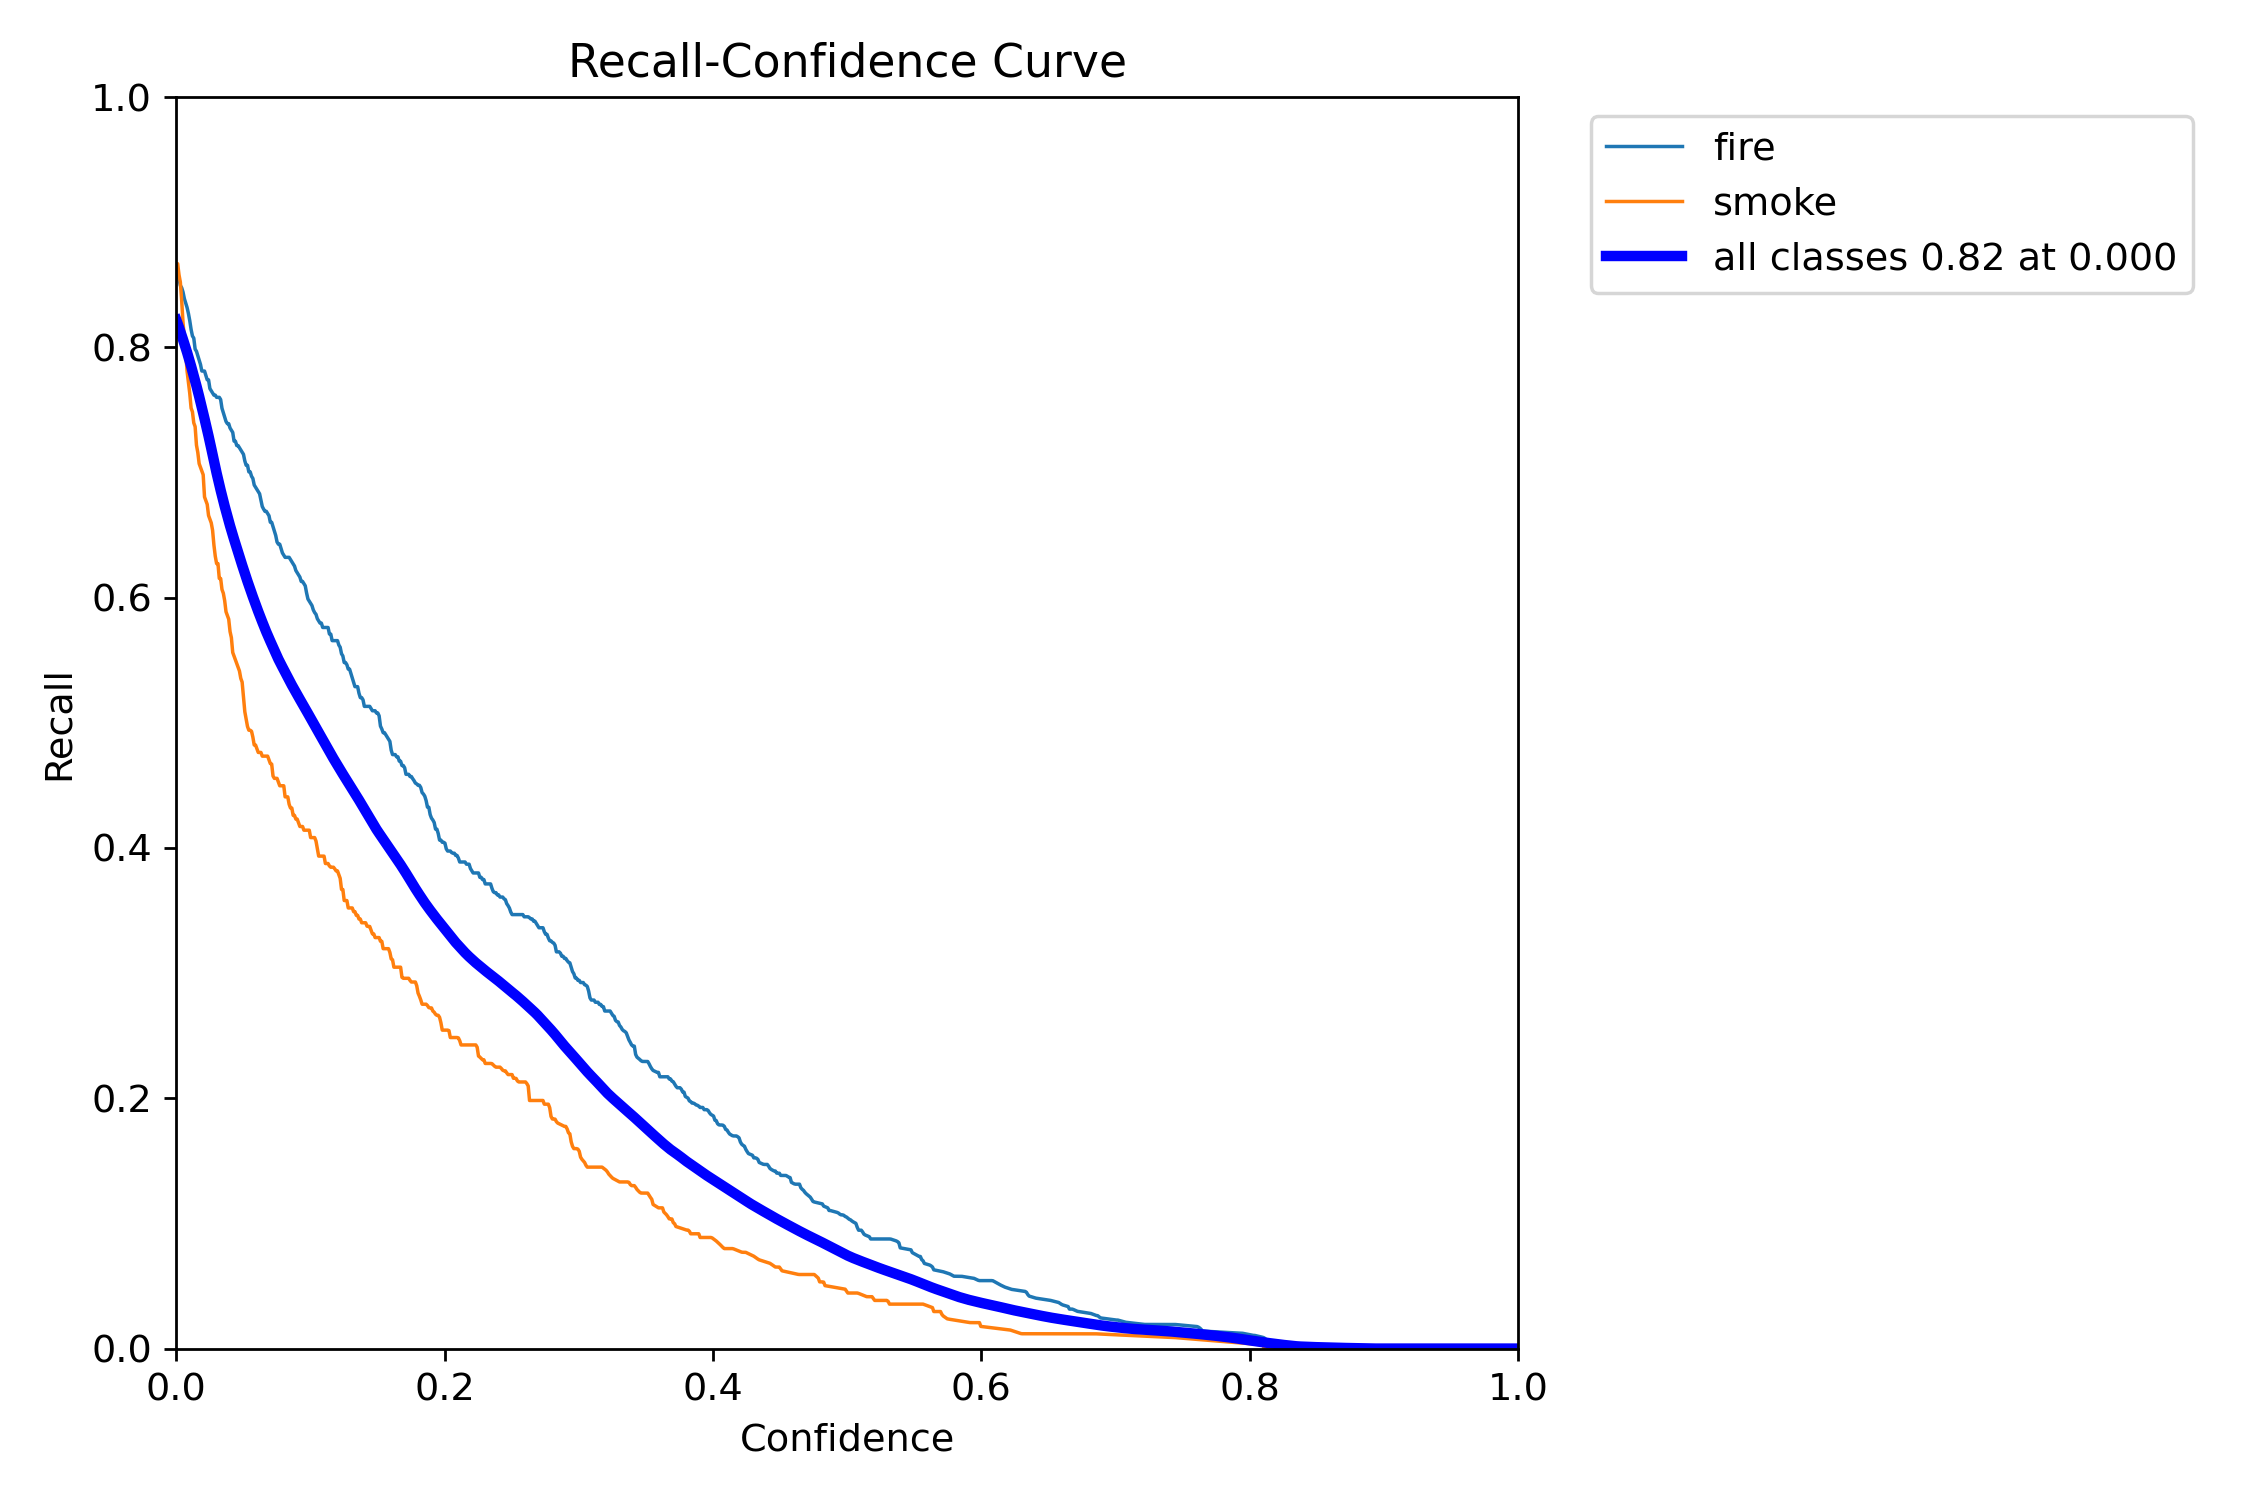 Recall-Confidence Curve
1.0
0.8
0.6
0.4
0.2
0.0
Recall
0.0 0.2 0.4 0.6 0.8 1.0
Confidence
fire
smoke
all classes 0.82 at 0.000